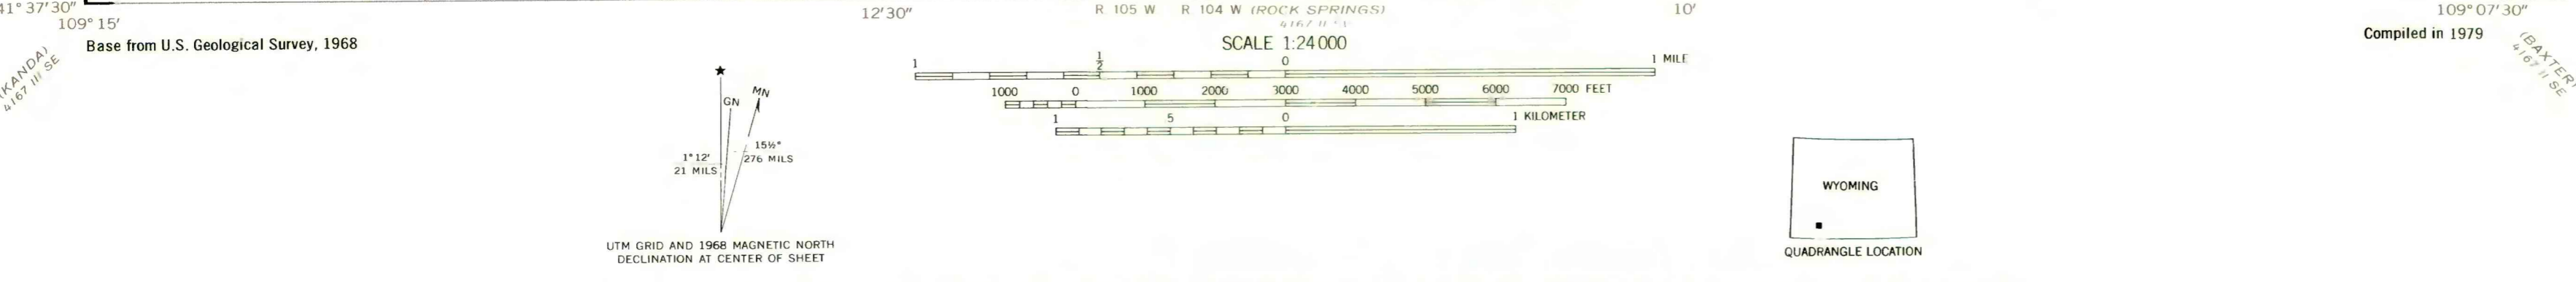 41° 37'30"
109° 15'
12'30"
R 105 W R 104 W (ROCK SPRINGS)
4167 II
10'
109° 07'30"
(KANDA)
4167 III SE
Base from U.S. Geological Survey, 1968
SCALE 1:24 000
Compiled in 1979
(BAXTER)
4167 II SE
1 ½ 0 1 MILE
1000 0 1000 2000 3000 4000 5000 6000 7000 FEET
1 5 0 1 KILOMETER
★
GN
MN
1° 12'
21 MILS
15½°
276 MILS
UTM GRID AND 1968 MAGNETIC NORTH
DECLINATION AT CENTER OF SHEET
WYOMING
QUADRANGLE LOCATION